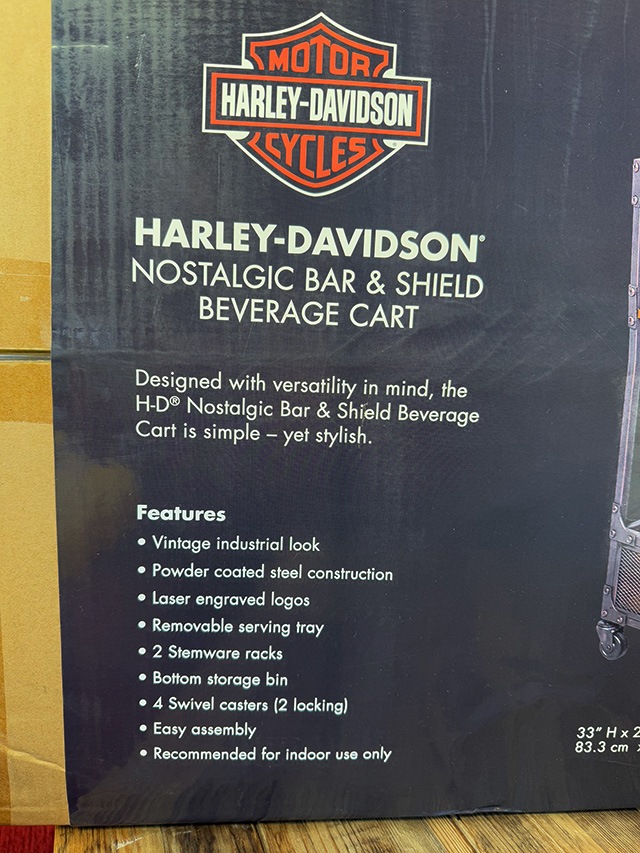 MOTOR
HARLEY-DAVIDSON
CYCLES
HARLEY-DAVIDSON®
NOSTALGIC BAR & SHIELD
BEVERAGE CART
Designed with versatility in mind, the
H-D® Nostalgic Bar & Shield Beverage
Cart is simple – yet stylish.
Features
• Vintage industrial look
• Powder coated steel construction
• Laser engraved logos
• Removable serving tray
• 2 Stemware racks
• Bottom storage bin
• 4 Swivel casters (2 locking)
• Easy assembly
• Recommended for indoor use only
33" H x 2
83.3 cm